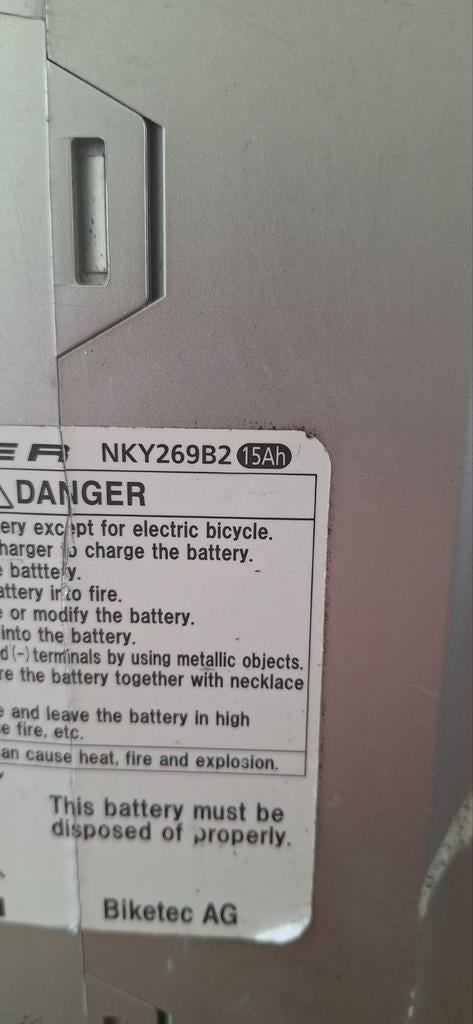 ER NKY269B2 15Ah
DANGER
ery except for electric bicycle.
harger to charge the battery.
e batttery.
attery into fire.
e or modify the battery.
into the battery.
d (-) terminals by using metallic objects.
re the battery together with necklace
e and leave the battery in high
e fire, etc.
an cause heat, fire and explosion.
This battery must be
disposed of properly.
Biketec AG